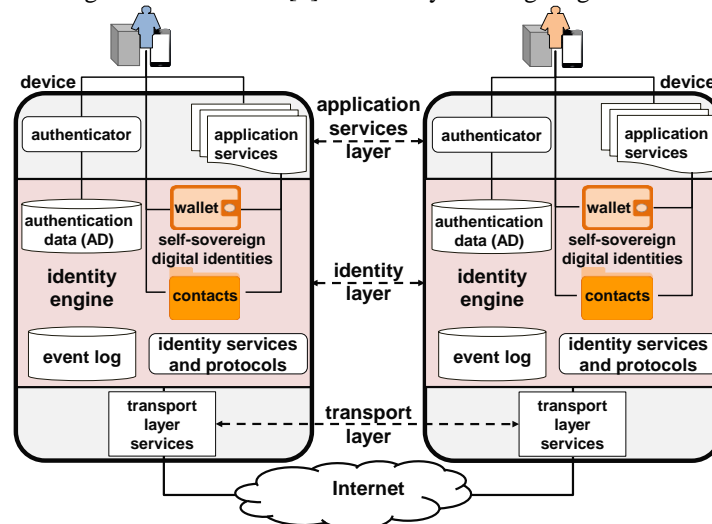 device
authenticator
application
services
authentication
data (AD)
wallet
self-sovereign
digital identities
identity
engine
contacts
event log
identity services
and protocols
transport
layer
services
application
services
layer
identity
layer
transport
layer
Internet
device
authenticator
application
services
authentication
data (AD)
wallet
self-sovereign
digital identities
identity
engine
contacts
event log
identity services
and protocols
transport
layer
services